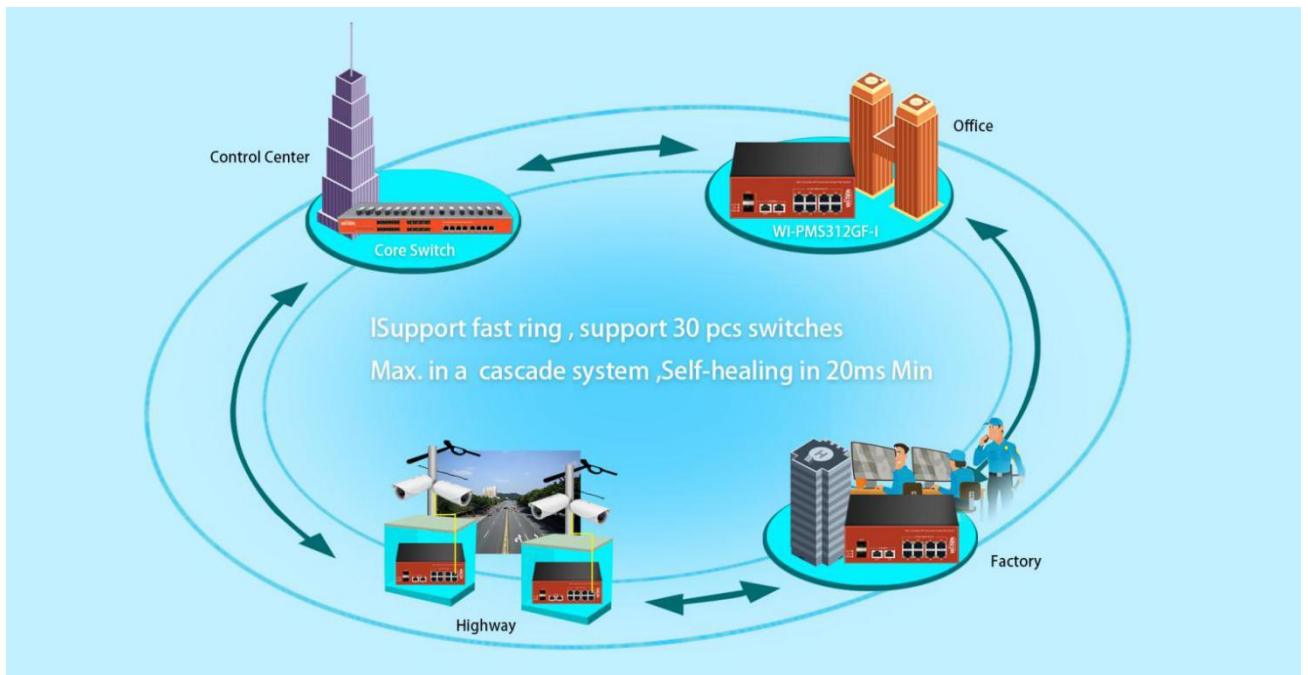 Control Center
Office
Core Switch
WI-PMS312GF-I
lSupport fast ring , support 30 pcs switches
Max. in a  cascade system ,Self-healing in 20ms Min
Highway
Factory